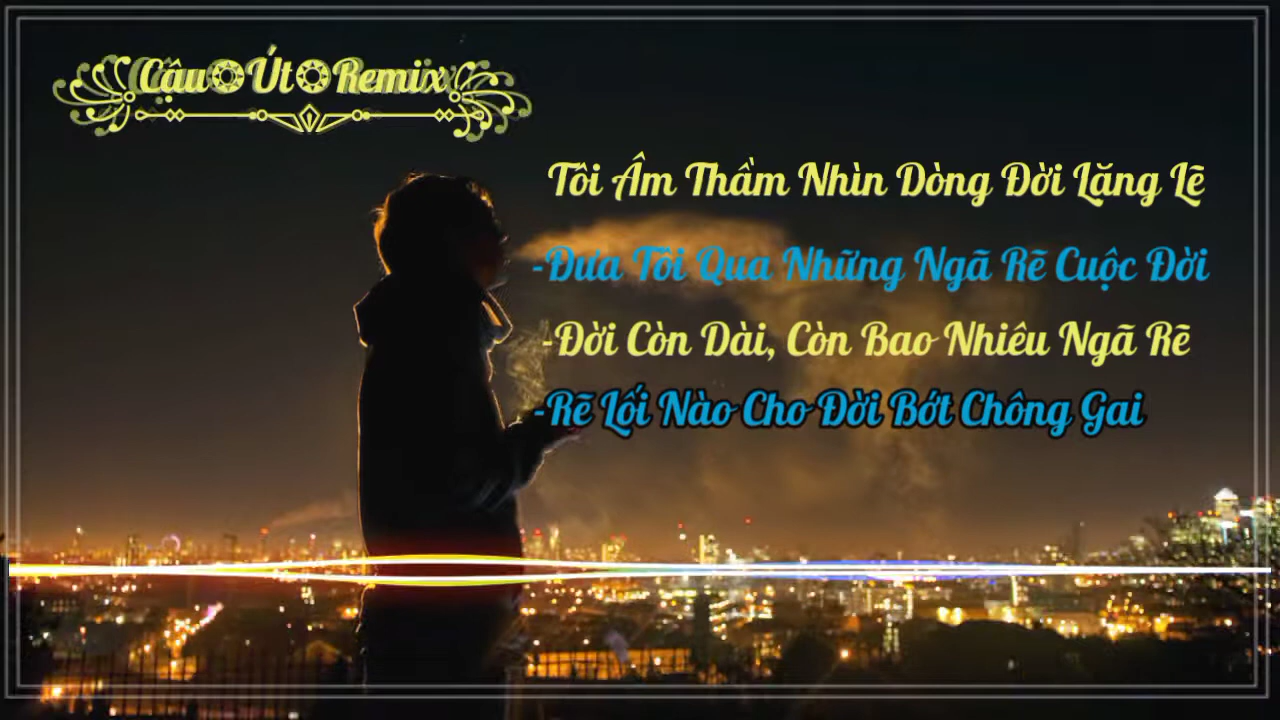 Cậu❂Út❂Remix
Tôi Âm Thầm Nhìn Dòng Đời Lặng Lẽ
-Đưa Tôi Qua Những Ngã Rẽ Cuộc Đời
-Đời Còn Dài, Còn Bao Nhiêu Ngã Rẽ
-Rẽ Lối Nào Cho Đời Bớt Chông Gai